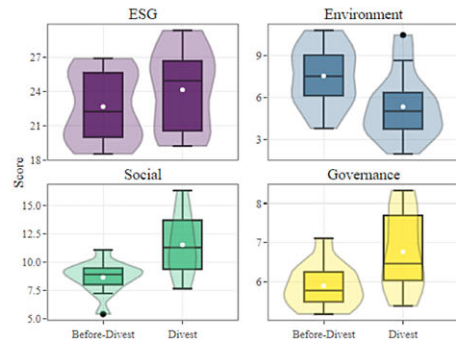 ESG
Environment
27
24
21
18
9
6
3
Score
Social
Governance
15.0
12.5
10.0
7.5
5.0
8
7
6
Before-Divest
Divest
Before-Divest
Divest